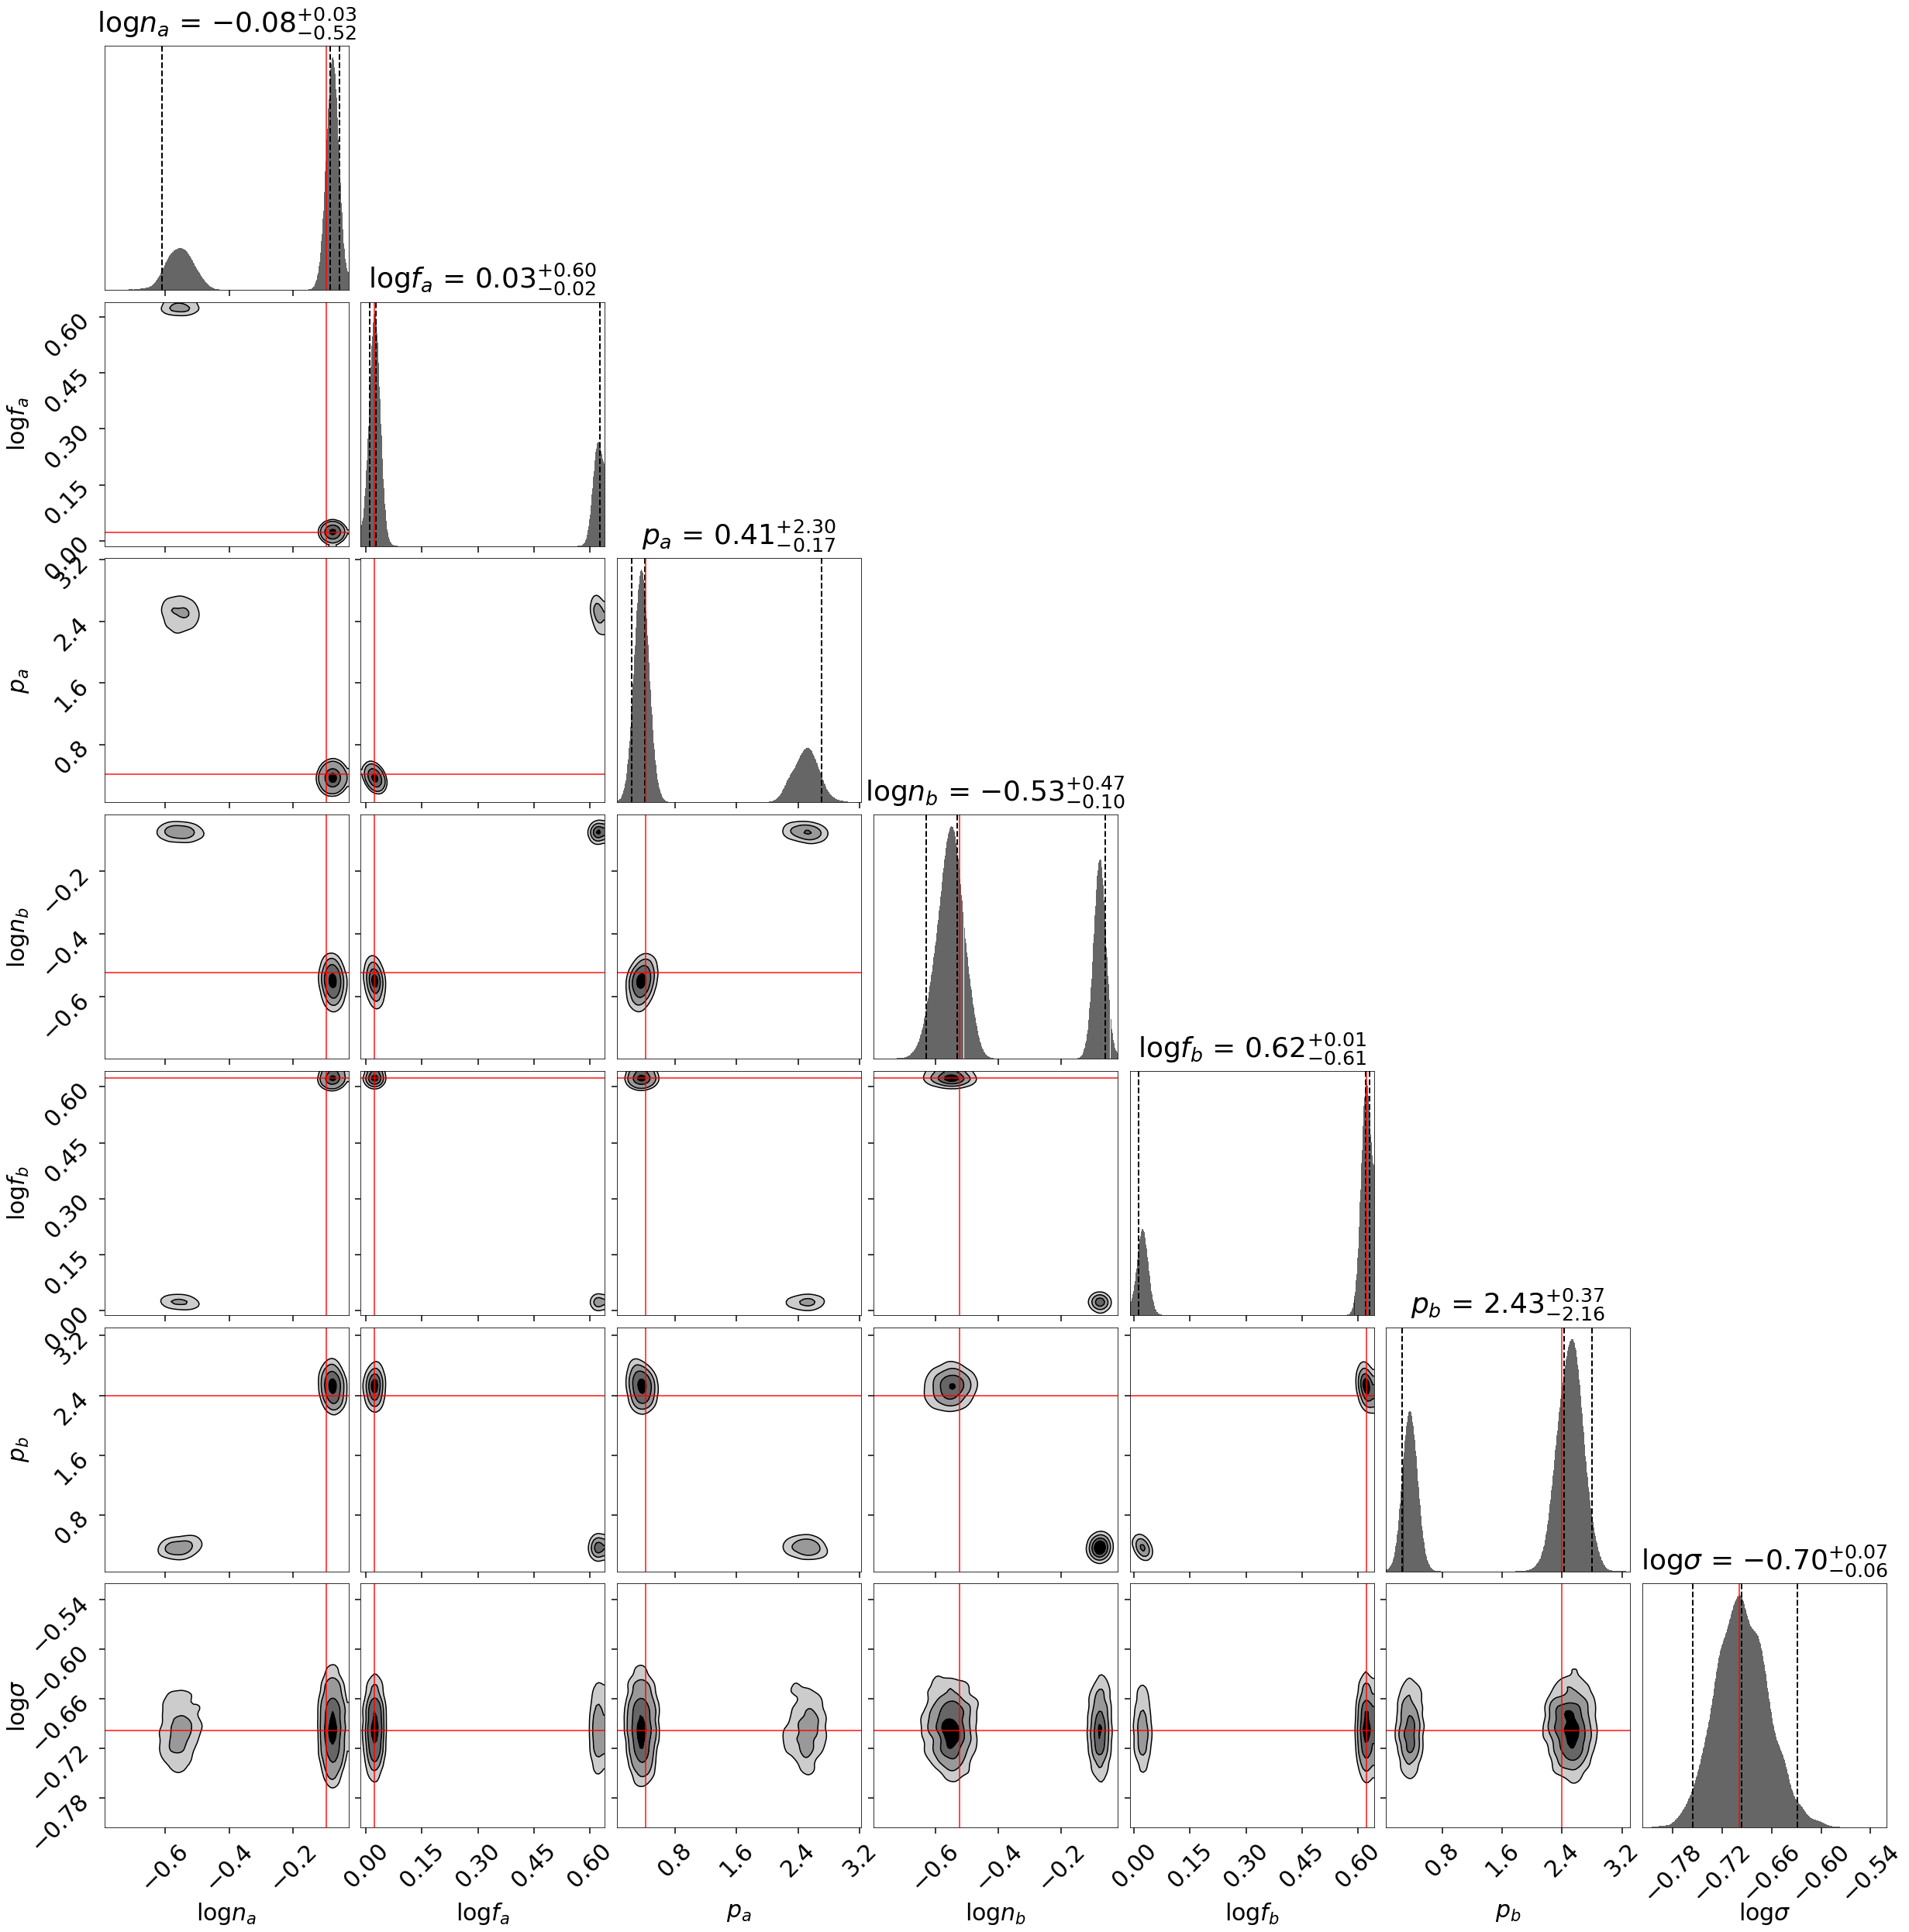 logn_a = −0.08^{+0.03}_{−0.52}
logf_a = 0.03^{+0.60}_{−0.02}
0.60
0.45
0.30
0.15
0.00
logf_a
p_a = 0.41^{+2.30}_{−0.17}
3.2
2.4
1.6
0.8
p_a
logn_b = −0.53^{+0.47}_{−0.10}
−0.2
−0.4
−0.6
logn_b
logf_b = 0.62^{+0.01}_{−0.61}
0.60
0.45
0.30
0.15
0.00
logf_b
p_b = 2.43^{+0.37}_{−2.16}
3.2
2.4
1.6
0.8
p_b
logσ = −0.70^{+0.07}_{−0.06}
−0.54
−0.60
−0.66
−0.72
−0.78
logσ
−0.6 −0.4 −0.2 0.00 0.15 0.30 0.45 0.60 0.8 1.6 2.4 3.2 −0.6 −0.4 −0.2 0.00 0.15 0.30 0.45 0.60 0.8 1.6 2.4 3.2 −0.78 −0.72 −0.66 −0.60 −0.54
logn_a logf_a p_a logn_b logf_b p_b logσ